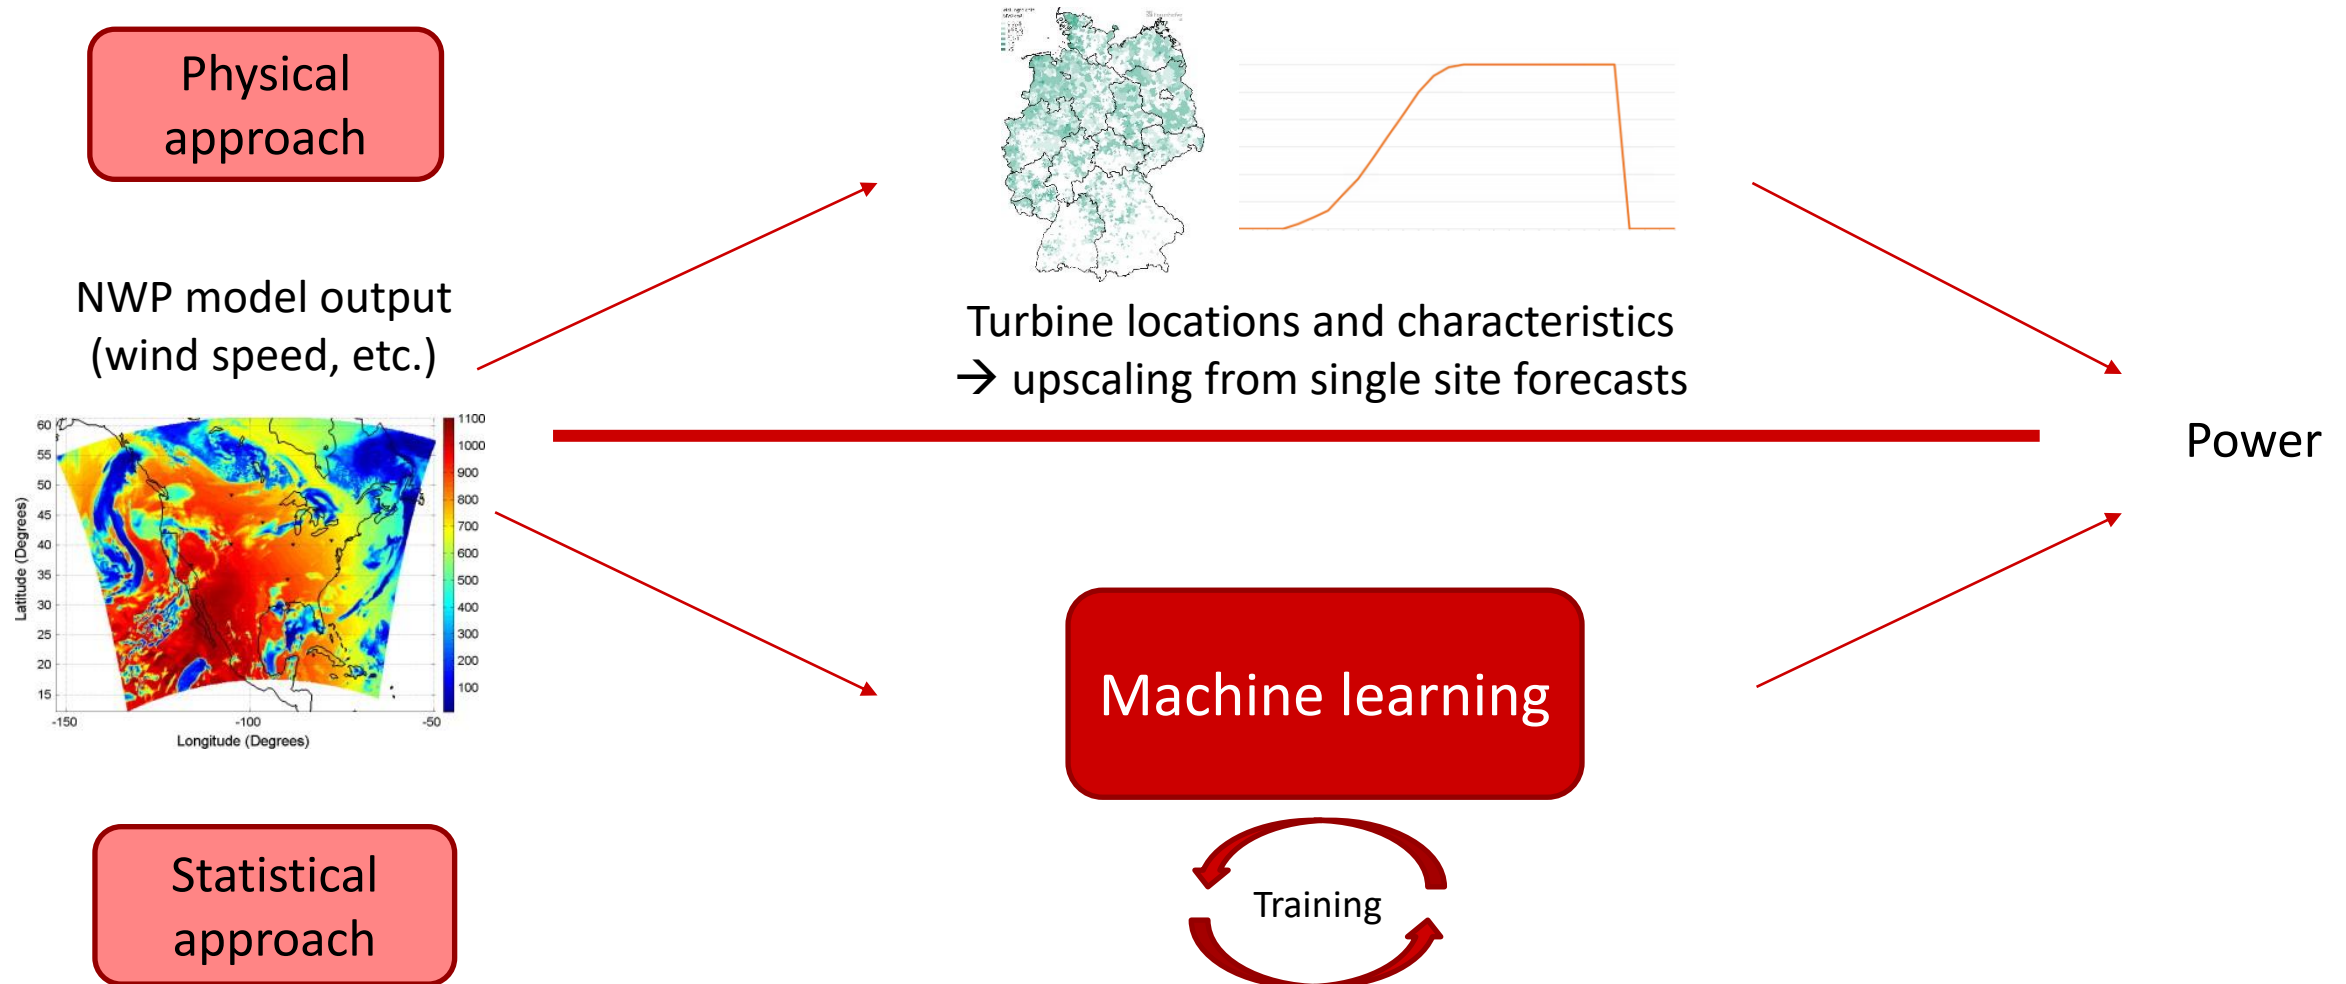 Physical
approach
NWP model output
(wind speed, etc.)
Turbine locations and characteristics
→ upscaling from single site forecasts
Power
60
55
50
45
40
35
30
25
20
15
Latitude (Degrees)
-150
-100
-50
Longitude (Degrees)
1100
1000
900
800
700
600
500
400
300
200
100
Machine learning
Training
Statistical
approach